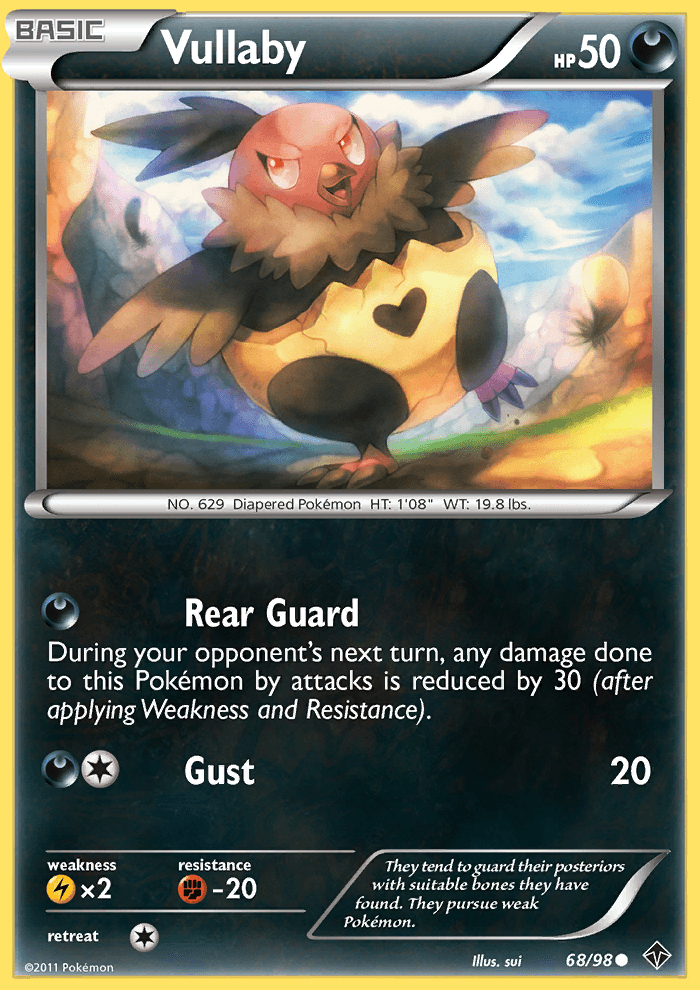 BASIC
Vullaby
HP50
NO. 629 Diapered Pokémon HT: 1'08" WT: 19.8 lbs.
Rear Guard
During your opponent's next turn, any damage done
to this Pokémon by attacks is reduced by 30 (after
applying Weakness and Resistance).
Gust 20
weakness
×2
resistance
-20
They tend to guard their posteriors
with suitable bones they have
found. They pursue weak
Pokémon.
retreat
©2011 Pokémon
Illus. sui
68/98